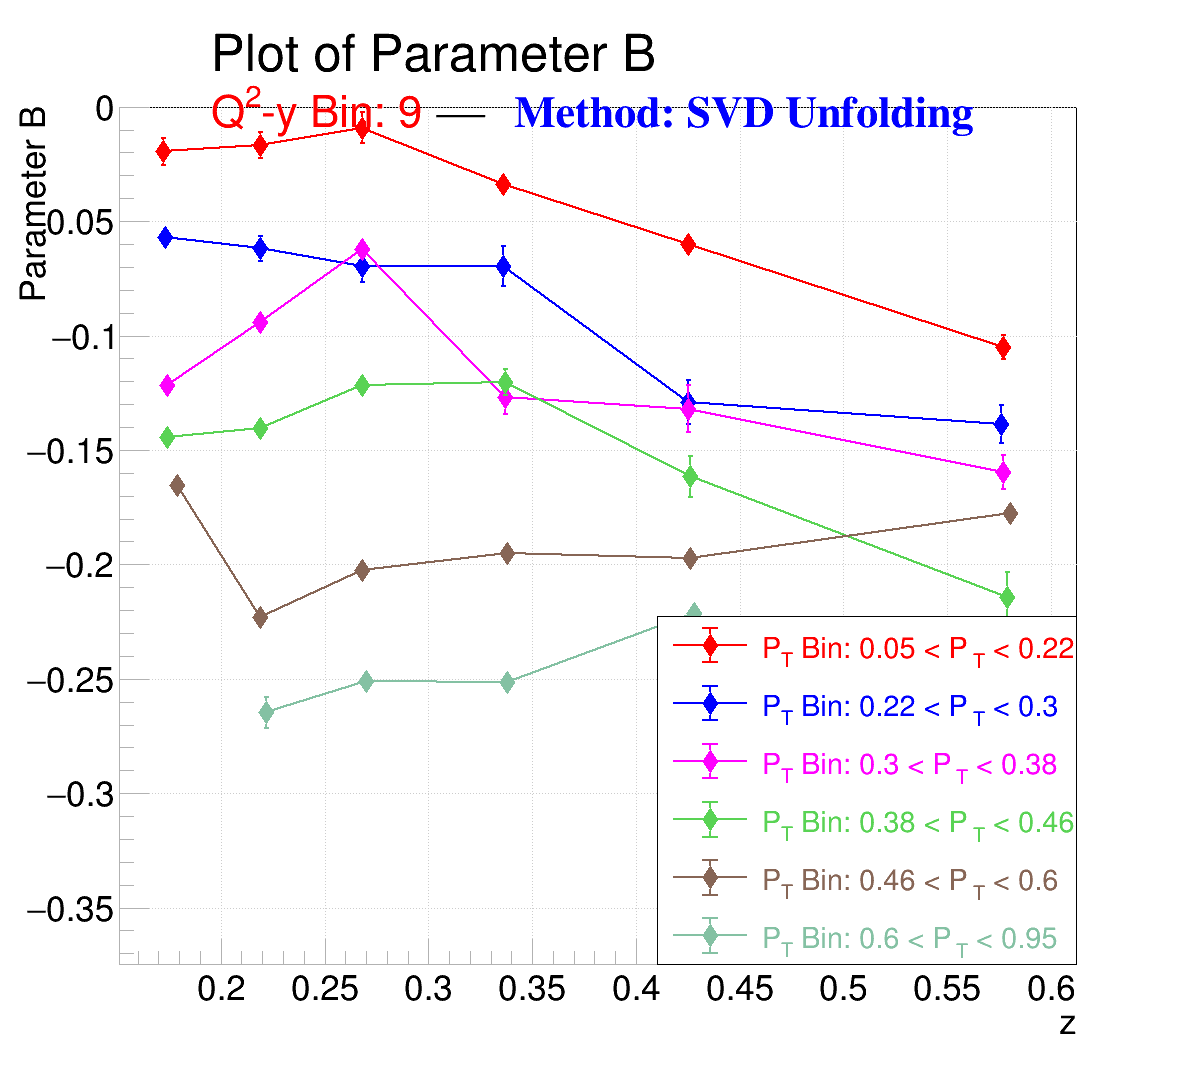 Plot of Parameter B
Q2-y Bin: 9 — Method: SVD Unfolding
Parameter B
0
0.05
−0.1
−0.15
−0.2
−0.25
−0.3
−0.35
PT Bin: 0.05 < PT < 0.22
PT Bin: 0.22 < PT < 0.3
PT Bin: 0.3 < PT < 0.38
PT Bin: 0.38 < PT < 0.46
PT Bin: 0.46 < PT < 0.6
PT Bin: 0.6 < PT < 0.95
0.2 0.25 0.3 0.35 0.4 0.45 0.5 0.55 0.6
z